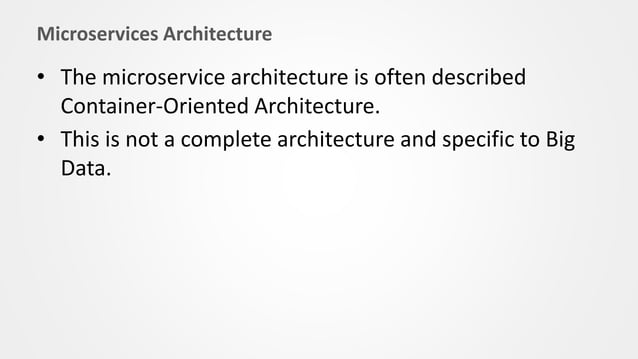 Microservices Architecture
• The microservice architecture is often described
Container-Oriented Architecture.
• This is not a complete architecture and specific to Big
Data.